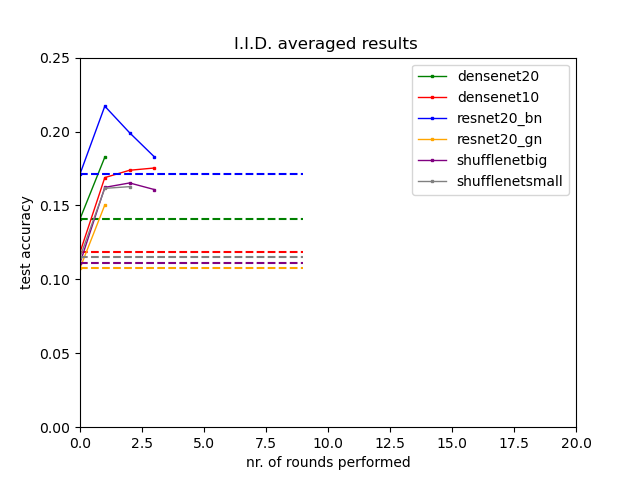 I.I.D. averaged results
0.25
0.20
0.15
0.10
0.05
0.00
test accuracy
densenet20
densenet10
resnet20_bn
resnet20_gn
shufflenetbig
shufflenetsmall
0.0 2.5 5.0 7.5 10.0 12.5 15.0 17.5 20.0
nr. of rounds performed